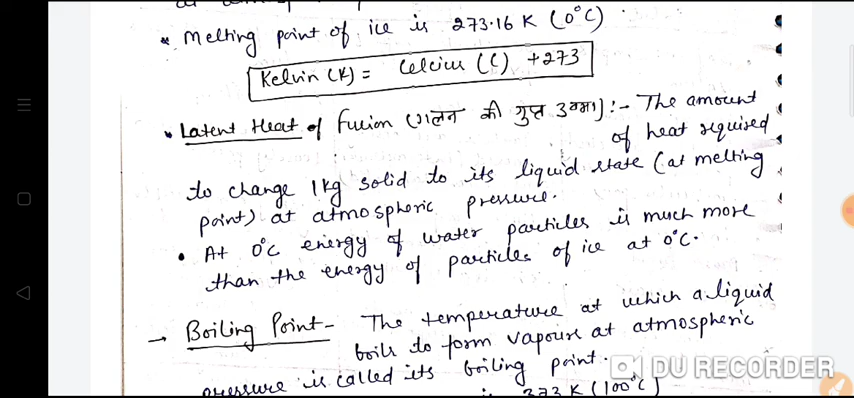 * Melting point of ice is 273.16 K (0°C)
Kelvin (K) = Celcius (C) +273
• Latent Heat of Fusion (गलन की गुप्त उष्मा) :- The amount
of heat required
to change 1kg solid to its liquid state (at melting
point) at atmospheric pressure.
• At 0°C energy of water particles is much more
than the energy of particles of ice at 0°C.
→ Boiling Point - The temperature at which a liquid
boils to form vapours at atmospheric
pressure is called its boiling point.
373 K (100°C)
DU RECORDER